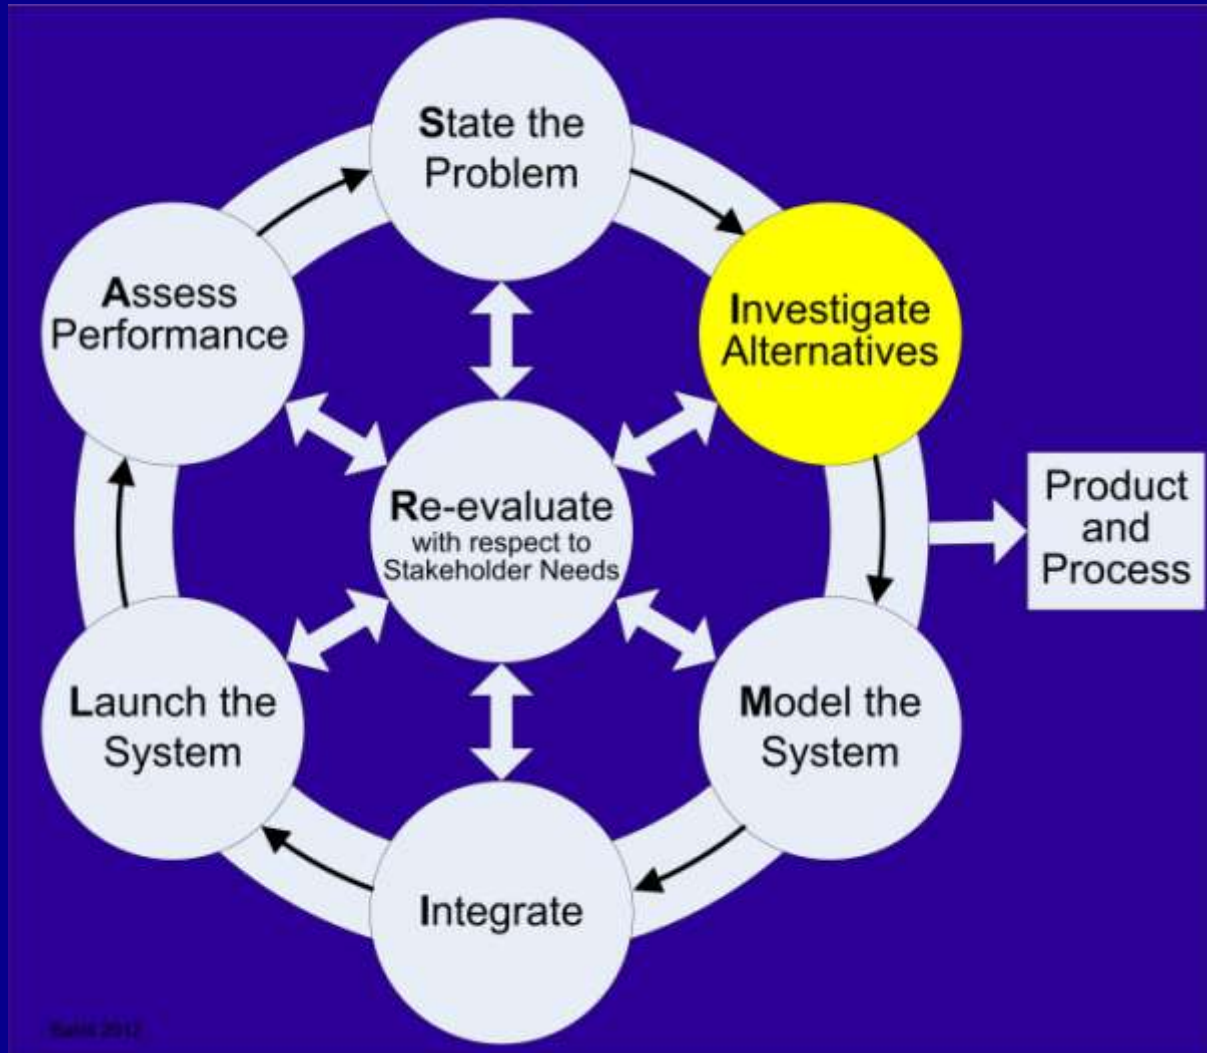 State the
Problem
Investigate
Alternatives
Model the
System
Integrate
Launch the
System
Assess
Performance
Re-evaluate
with respect to
Stakeholder Needs
Product
and
Process